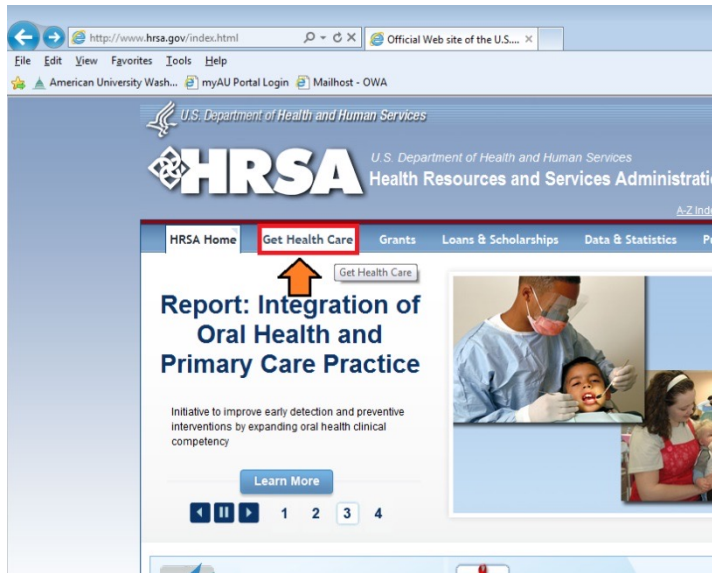 http://www.hrsa.gov/index.html
Official Web site of the U.S....
File Edit View Favorites Tools Help
American University Wash... myAU Portal Login Mailhost - OWA
U.S. Department of Health and Human Services
HRSA
U.S. Department of Health and Human Services
Health Resources and Services Administratio
A-Z Inde
HRSA Home Get Health Care Grants Loans & Scholarships Data & Statistics P
Get Health Care
Report: Integration of
Oral Health and
Primary Care Practice
Initiative to improve early detection and preventive
interventions by expanding oral health clinical
competency
Learn More
1 2 3 4